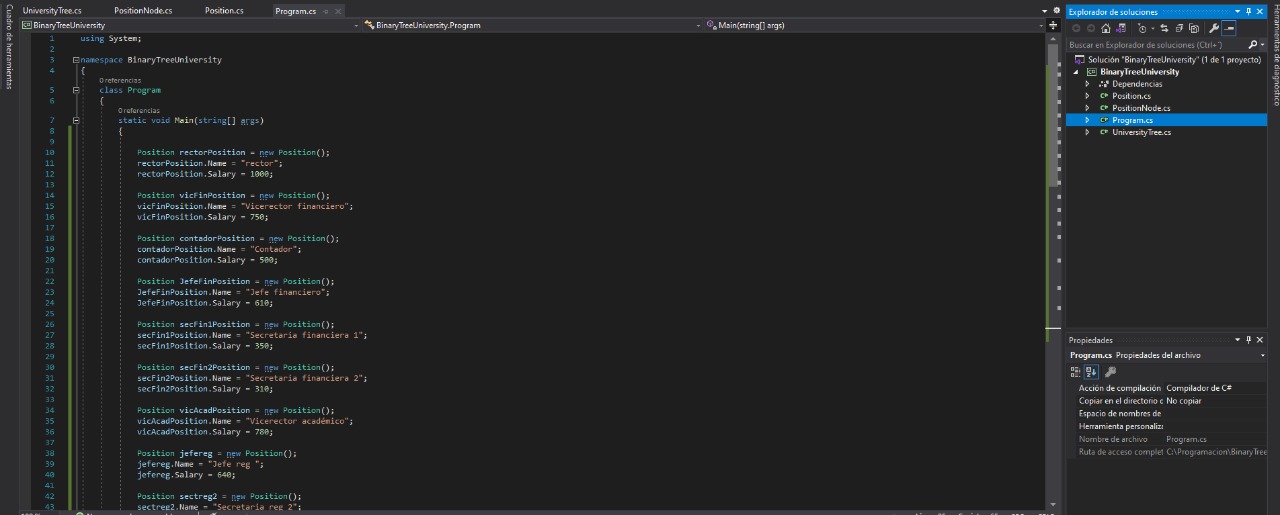 UniversityTree.cs PositionNode.cs Position.cs Program.cs
BinaryTreeUniversity BinaryTreeUniversity.Program Main(string[] args)
1 using System;
2
3 namespace BinaryTreeUniversity
4 {
0 referencias
5 class Program
6 {
0 referencias
7 static void Main(string[] args)
8 {
9
10 Position rectorPosition = new Position();
11 rectorPosition.Name = "rector";
12 rectorPosition.Salary = 1000;
13
14 Position vicFinPosition = new Position();
15 vicFinPosition.Name = "Vicerector financiero";
16 vicFinPosition.Salary = 750;
17
18 Position contadorPosition = new Position();
19 contadorPosition.Name = "Contador";
20 contadorPosition.Salary = 500;
21
22 Position JefeFinPosition = new Position();
23 JefeFinPosition.Name = "Jefe financiero";
24 JefeFinPosition.Salary = 610;
25
26 Position secFin1Position = new Position();
27 secFin1Position.Name = "Secretaria financiera 1";
28 secFin1Position.Salary = 350;
29
30 Position secFin2Position = new Position();
31 secFin2Position.Name = "Secretaria financiera 2";
32 secFin2Position.Salary = 310;
33
34 Position vicAcadPosition = new Position();
35 vicAcadPosition.Name = "Vicerector académico";
36 vicAcadPosition.Salary = 780;
37
38 Position jefereg = new Position();
39 jefereg.Name = "Jefe reg ";
40 jefereg.Salary = 640;
41
42 Position sectreg2 = new Position();
43 sectreg2.Name = "Secretaria reg 2";
Cuadro de herramientas
Explorador de soluciones
Buscar en Explorador de soluciones (Ctrl+´)
Solución "BinaryTreeUniversity" (1 de 1 proyecto)
BinaryTreeUniversity
Dependencias
C# Position.cs
C# PositionNode.cs
C# Program.cs
C# UniversityTree.cs
Propiedades
Program.cs Propiedades del archivo
Acción de compilación Compilador de C#
Copiar en el directorio c No copiar
Espacio de nombres de
Herramienta personaliz
Nombre de archivo Program.cs
Ruta de acceso complet C:\Programacion\BinaryTree
Herramientas de diagnóstico